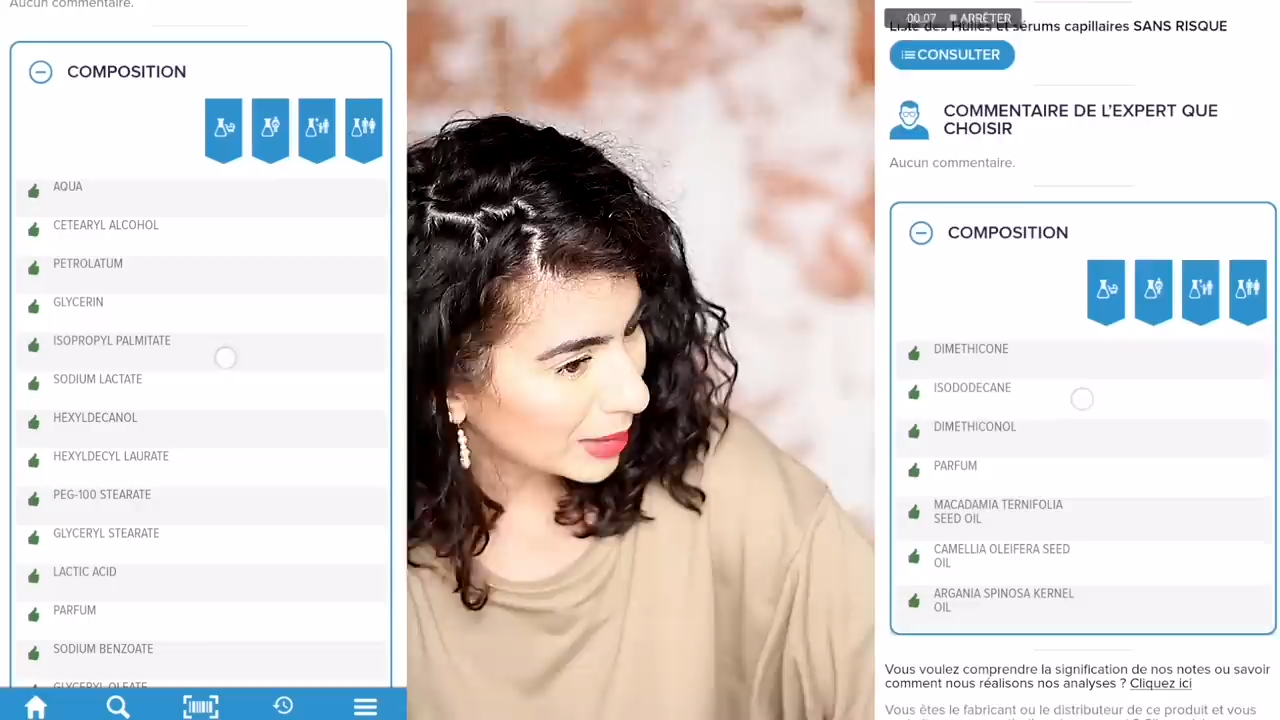 Aucun commentaire.
COMPOSITION
AQUA
CETEARYL ALCOHOL
PETROLATUM
GLYCERIN
ISOPROPYL PALMITATE
SODIUM LACTATE
HEXYLDECANOL
HEXYLDECYL LAURATE
PEG-100 STEARATE
GLYCERYL STEARATE
LACTIC ACID
PARFUM
SODIUM BENZOATE
GLYCERYL OLEATE
00:07 ARRÊTER
Liste des Huiles et sérums capillaires SANS RISQUE
CONSULTER
COMMENTAIRE DE L'EXPERT QUE
CHOISIR
Aucun commentaire.
COMPOSITION
DIMETHICONE
ISODODECANE
DIMETHICONOL
PARFUM
MACADAMIA TERNIFOLIA
SEED OIL
CAMELLIA OLEIFERA SEED
OIL
ARGANIA SPINOSA KERNEL
OIL
Vous voulez comprendre la signification de nos notes ou savoir
comment nous réalisons nos analyses ? Cliquez ici
Vous êtes le fabricant ou le distributeur de ce produit et vous